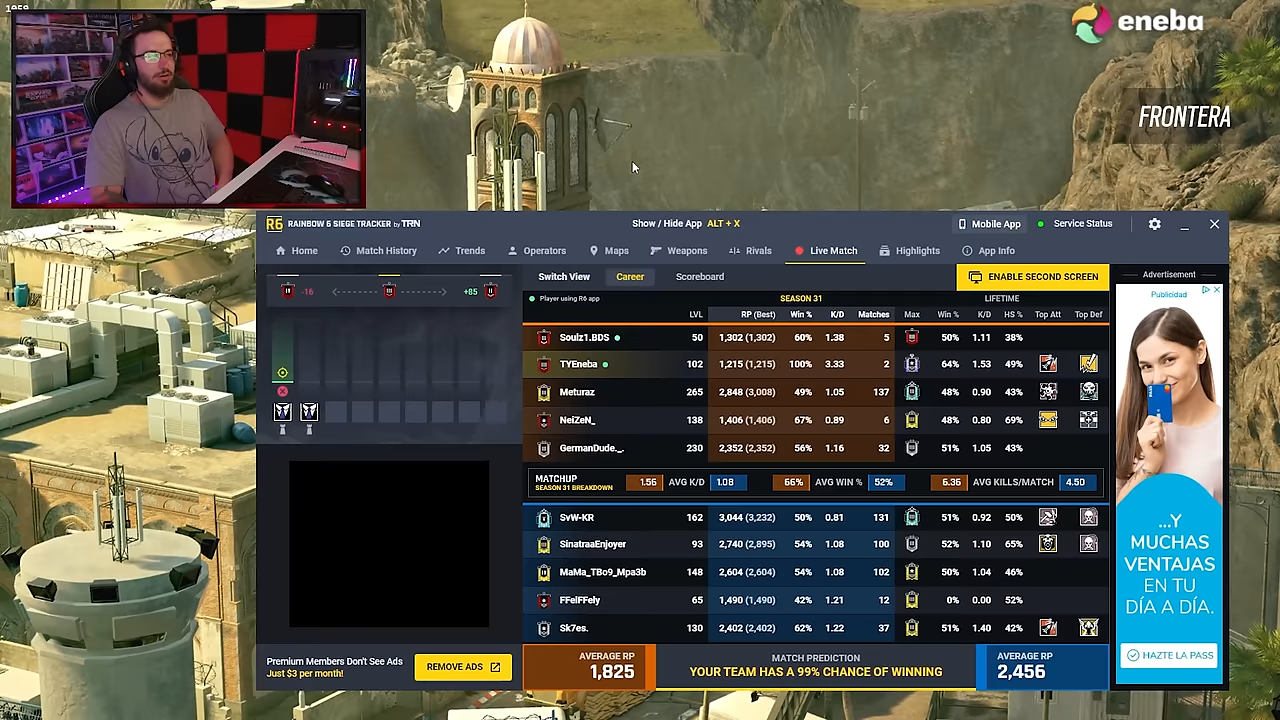 1059
eneba
FRONTERA
R6 RAINBOW 6 SIEGE TRACKER by TRN
Show / Hide App ALT + X
Mobile App
Service Status
Home
Match History
Trends
Operators
Maps
Weapons
Rivals
Live Match
Highlights
App Info
-16
+85
Switch View Career Scoreboard
ENABLE SECOND SCREEN
Player using R6 app SEASON 31 LIFETIME
LVL RP (Best) Win % K/D Matches Max Win % K/D HS % Top Att Top Def
Soulz1.BDS 50 1,302 (1,302) 60% 1.38 5 50% 1.11 38%
TYEneba 102 1,215 (1,215) 100% 3.33 2 64% 1.53 49%
Meturaz 265 2,848 (3,008) 49% 1.05 137 48% 0.90 43%
NeiZeN_ 138 1,406 (1,406) 67% 0.89 6 48% 0.80 69%
GermanDude._. 230 2,352 (2,352) 56% 1.16 32 51% 1.05 43%
MATCHUP
SEASON 31 BREAKDOWN
1.56 AVG K/D 1.08 66% AVG WIN % 52% 6.36 AVG KILLS/MATCH 4.50
SvW-KR 162 3,044 (3,232) 50% 0.81 131 51% 0.92 50%
SinatraaEnjoyer 93 2,740 (2,895) 54% 1.08 100 52% 1.10 65%
MaMa_TBo9_Mpa3b 148 2,604 (2,604) 54% 1.08 102 50% 1.04 46%
FFelFFely 65 1,490 (1,490) 42% 1.21 12 0% 0.00 52%
Sk7es. 130 2,402 (2,402) 62% 1.22 37 51% 1.40 42%
Premium Members Don't See Ads
Just $3 per month!
REMOVE ADS
AVERAGE RP
1,825
MATCH PREDICTION
YOUR TEAM HAS A 99% CHANCE OF WINNING
AVERAGE RP
2,456
Advertisement
Publicidad
...Y
MUCHAS
VENTAJAS
EN TU
DÍA A DÍA.
HAZTE LA PASS